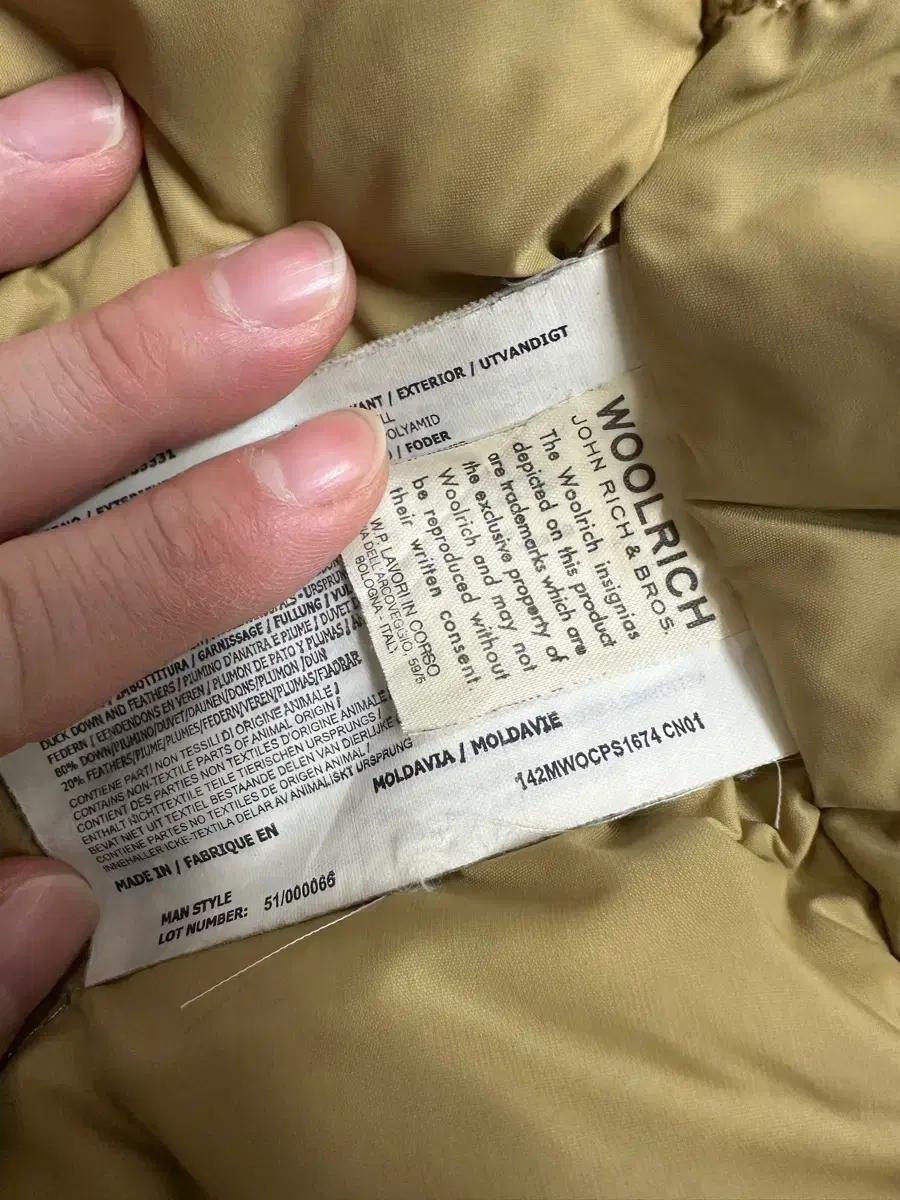 WOOLRICH
JOHN RICH & BROS.
The Woolrich insignias
depicted on this product
are trademarks which are
the exclusive property of
Woolrich and may not
be reproduced without
their written consent.
W.P. LAVORI IN CORSO
BOLOGNA - ITALY
/ EXTERIOR / UTVANDIGT
/ FODER
/ GARNISSAGE / FULLUNG /
DUCK DOWN AND FEATHERS / PIUMINO D'ANATRA E PIUME / DUVET
FEDERN / EENDENDONS EN VEREN / PLUMON DE PATO Y PLUMAS /
80% DOWN/PIUMINO/DUVET/DAUNEN/DONS/PLUMON/DUN
20% FEATHERS/PIUME/PLUMES/FEDERN/VEREN/PLUMAS/FJADRAR
CONTIENE PARTI NON TESSILI DI ORIGINE ANIMALE /
CONTAINS NON-TEXTILE PARTS OF ANIMAL ORIGIN /
CONTIENT DES PARTIES NON TEXTILES D'ORIGINE ANIMALE
ENTHALT NICHTTEXTILE TEILE TIERISCHEN URSPRUNGS /
BEVAT NIET UIT TEXTIEL BESTAANDE DELEN VAN DIERLIJKE
CONTIENE PARTES NO TEXTILES DE ORIGEN ANIMAL /
INNEHALLER ICKE-TEXTILA DELAR AV ANIMALISKT URSPRUNG
MADE IN / FABRIQUE EN
MOLDAVIA / MOLDAVIE
MAN STYLE
142MWOCPS1674 CN01
LOT NUMBER: 51/000066